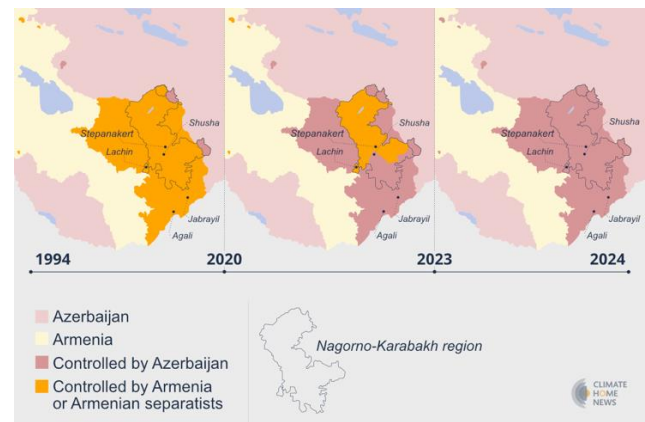 Shusha
Stepanakert
Lachin
Jabrayil
Agali
Shusha
Stepanakert
Lachin
Jabrayil
Agali
Shusha
Stepanakert
Lachin
Jabrayil
Agali
1994
2020
2023
2024
Azerbaijan
Armenia
Controlled by Azerbaijan
Controlled by Armenia
or Armenian separatists
Nagorno-Karabakh region
CLIMATE
HOME
NEWS